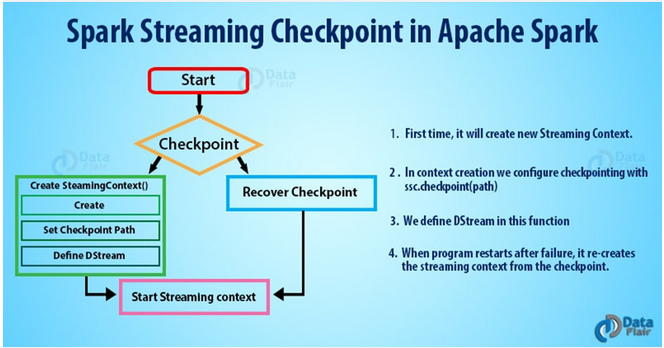 Spark Streaming Checkpoint in Apache Spark
Start
Data
Flair
Checkpoint
Data
Flair
Create SteamingContext()
Create
Set Checkpoint Path
Define DStream
Recover Checkpoint
Start Streaming context
1. First time, it will create new Streaming Context.
2. In context creation we configure checkpointing with
ssc.checkpoint(path)
3. We define DStream in this function
4. When program restarts after failure, it re-creates
the streaming context from the checkpoint.
Data
Flair
Data
Flair